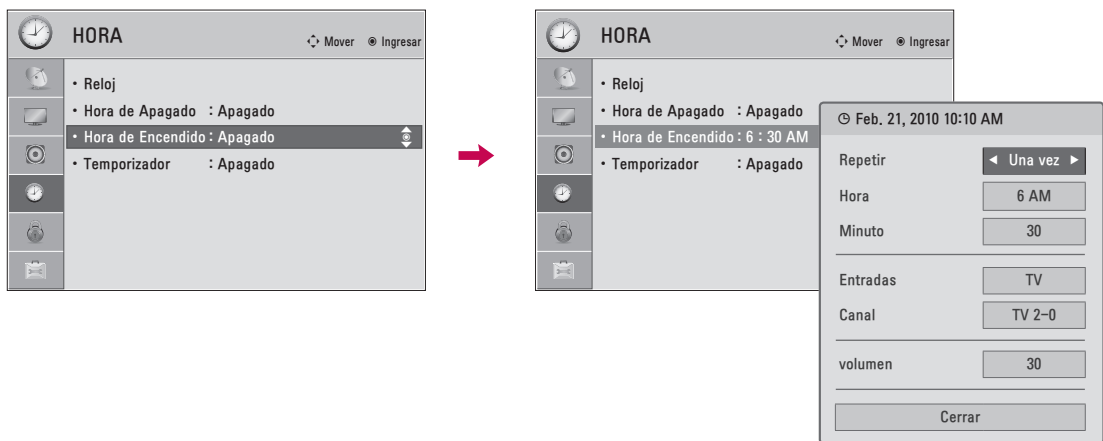 HORA
Mover Ingresar
• Reloj
• Hora de Apagado : Apagado
• Hora de Encendido : Apagado
• Temporizador : Apagado
HORA
Mover Ingresar
• Reloj
• Hora de Apagado : Apagado
• Hora de Encendido : 6 : 30 AM
• Temporizador : Apagado
Feb. 21, 2010 10:10 AM
Repetir ◄ Una vez ►
Hora 6 AM
Minuto 30
Entradas TV
Canal TV 2-0
volumen 30
Cerrar